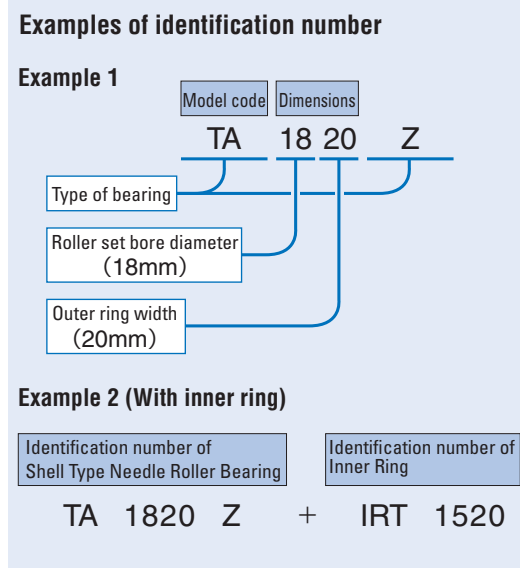 Examples of identification number
Example 1
Model code Dimensions
TA 18 20 Z
Type of bearing
Roller set bore diameter
（18mm）
Outer ring width
（20mm）
Example 2 (With inner ring)
Identification number of
Shell Type Needle Roller Bearing
Identification number of
Inner Ring
TA 1820 Z + IRT 1520